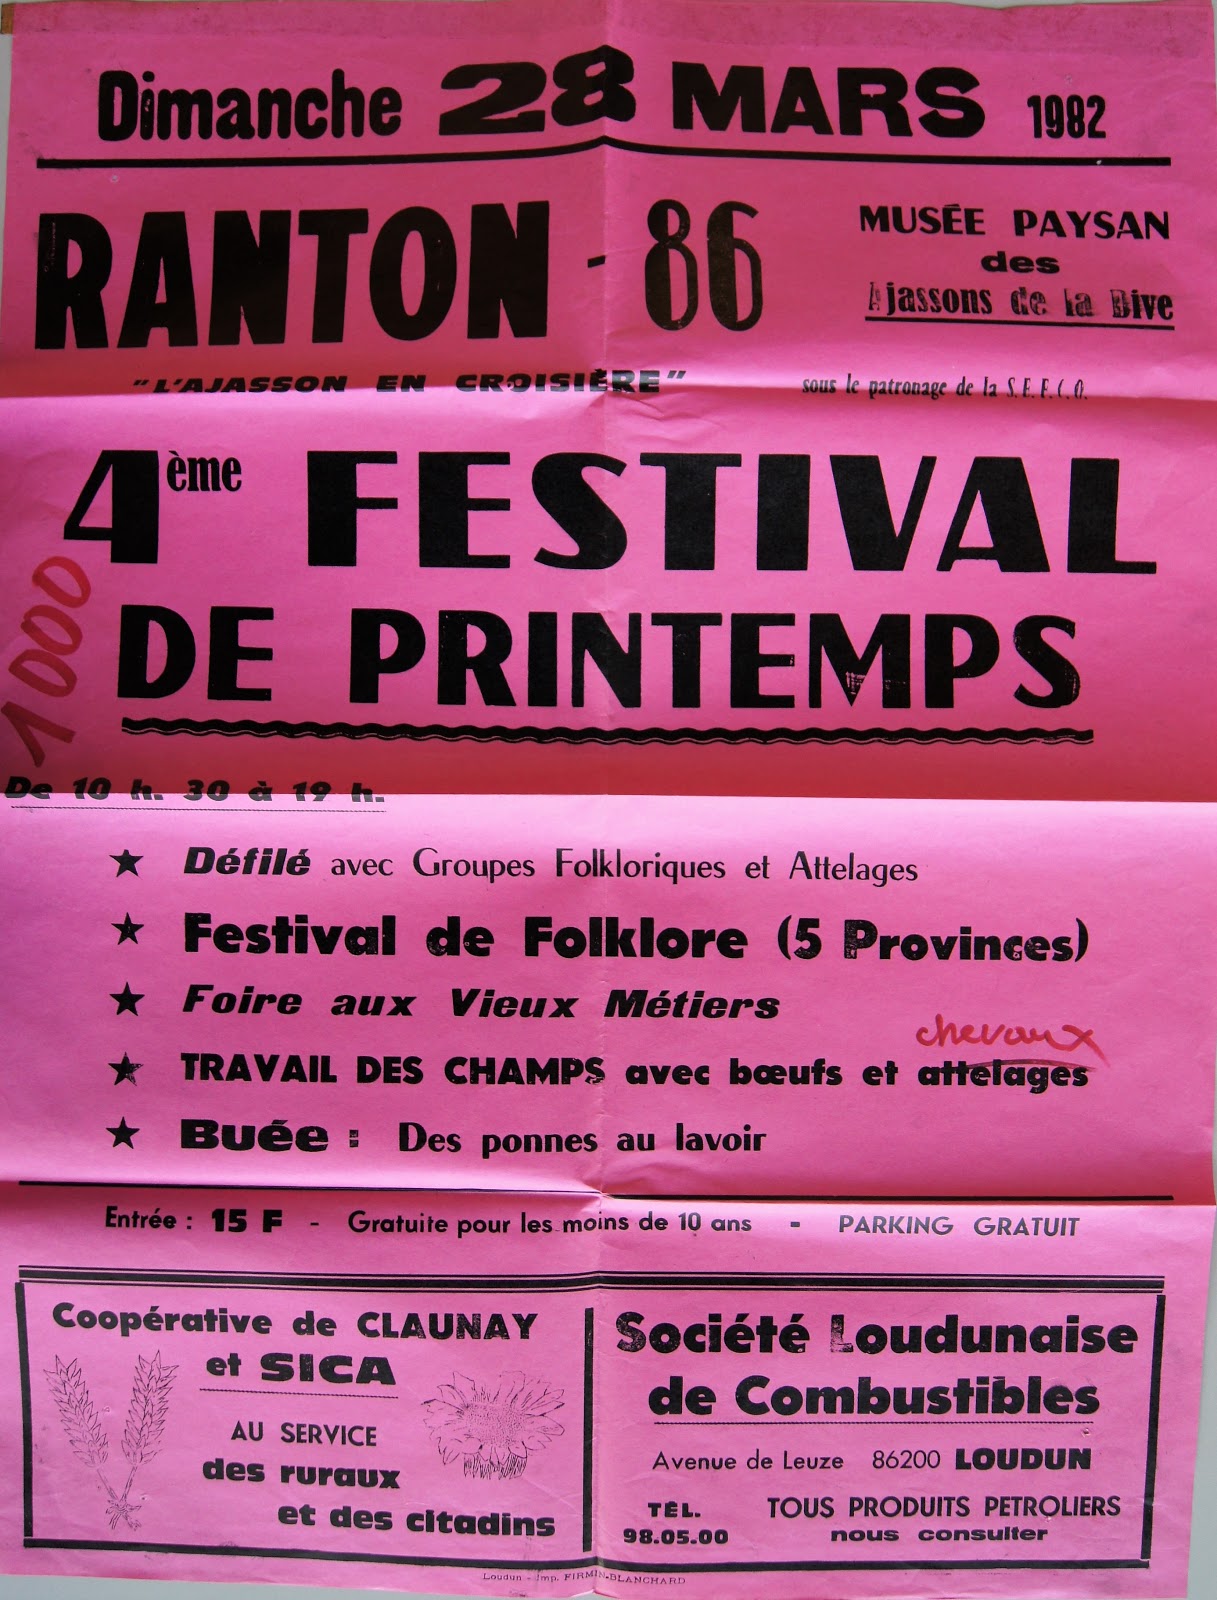 Dimanche 28 MARS 1982
RANTON - 86
MUSÉE PAYSAN
des
Ajassons de la Dive
"L'AJASSON EN CROISIÈRE"
sous le patronage de la S.E.F.C.O.
4ème FESTIVAL
DE PRINTEMPS
1000
De 10 h. 30 à 19 h.
★ Défilé avec Groupes Folkloriques et Attelages
★ Festival de Folklore (5 Provinces)
★ Foire aux Vieux Métiers
chevaux
★ TRAVAIL DES CHAMPS avec bœufs et attelages
★ Buée : Des ponnes au lavoir
Entrée : 15 F - Gratuite pour les moins de 10 ans - PARKING GRATUIT
Coopérative de CLAUNAY
et SICA
AU SERVICE
des ruraux
et des citadins
Société Loudunaise
de Combustibles
Avenue de Leuze 86200 LOUDUN
TÉL.
98.05.00
TOUS PRODUITS PETROLIERS
nous consulter
Loudun - Imp. FIRMIN-BLANCHARD